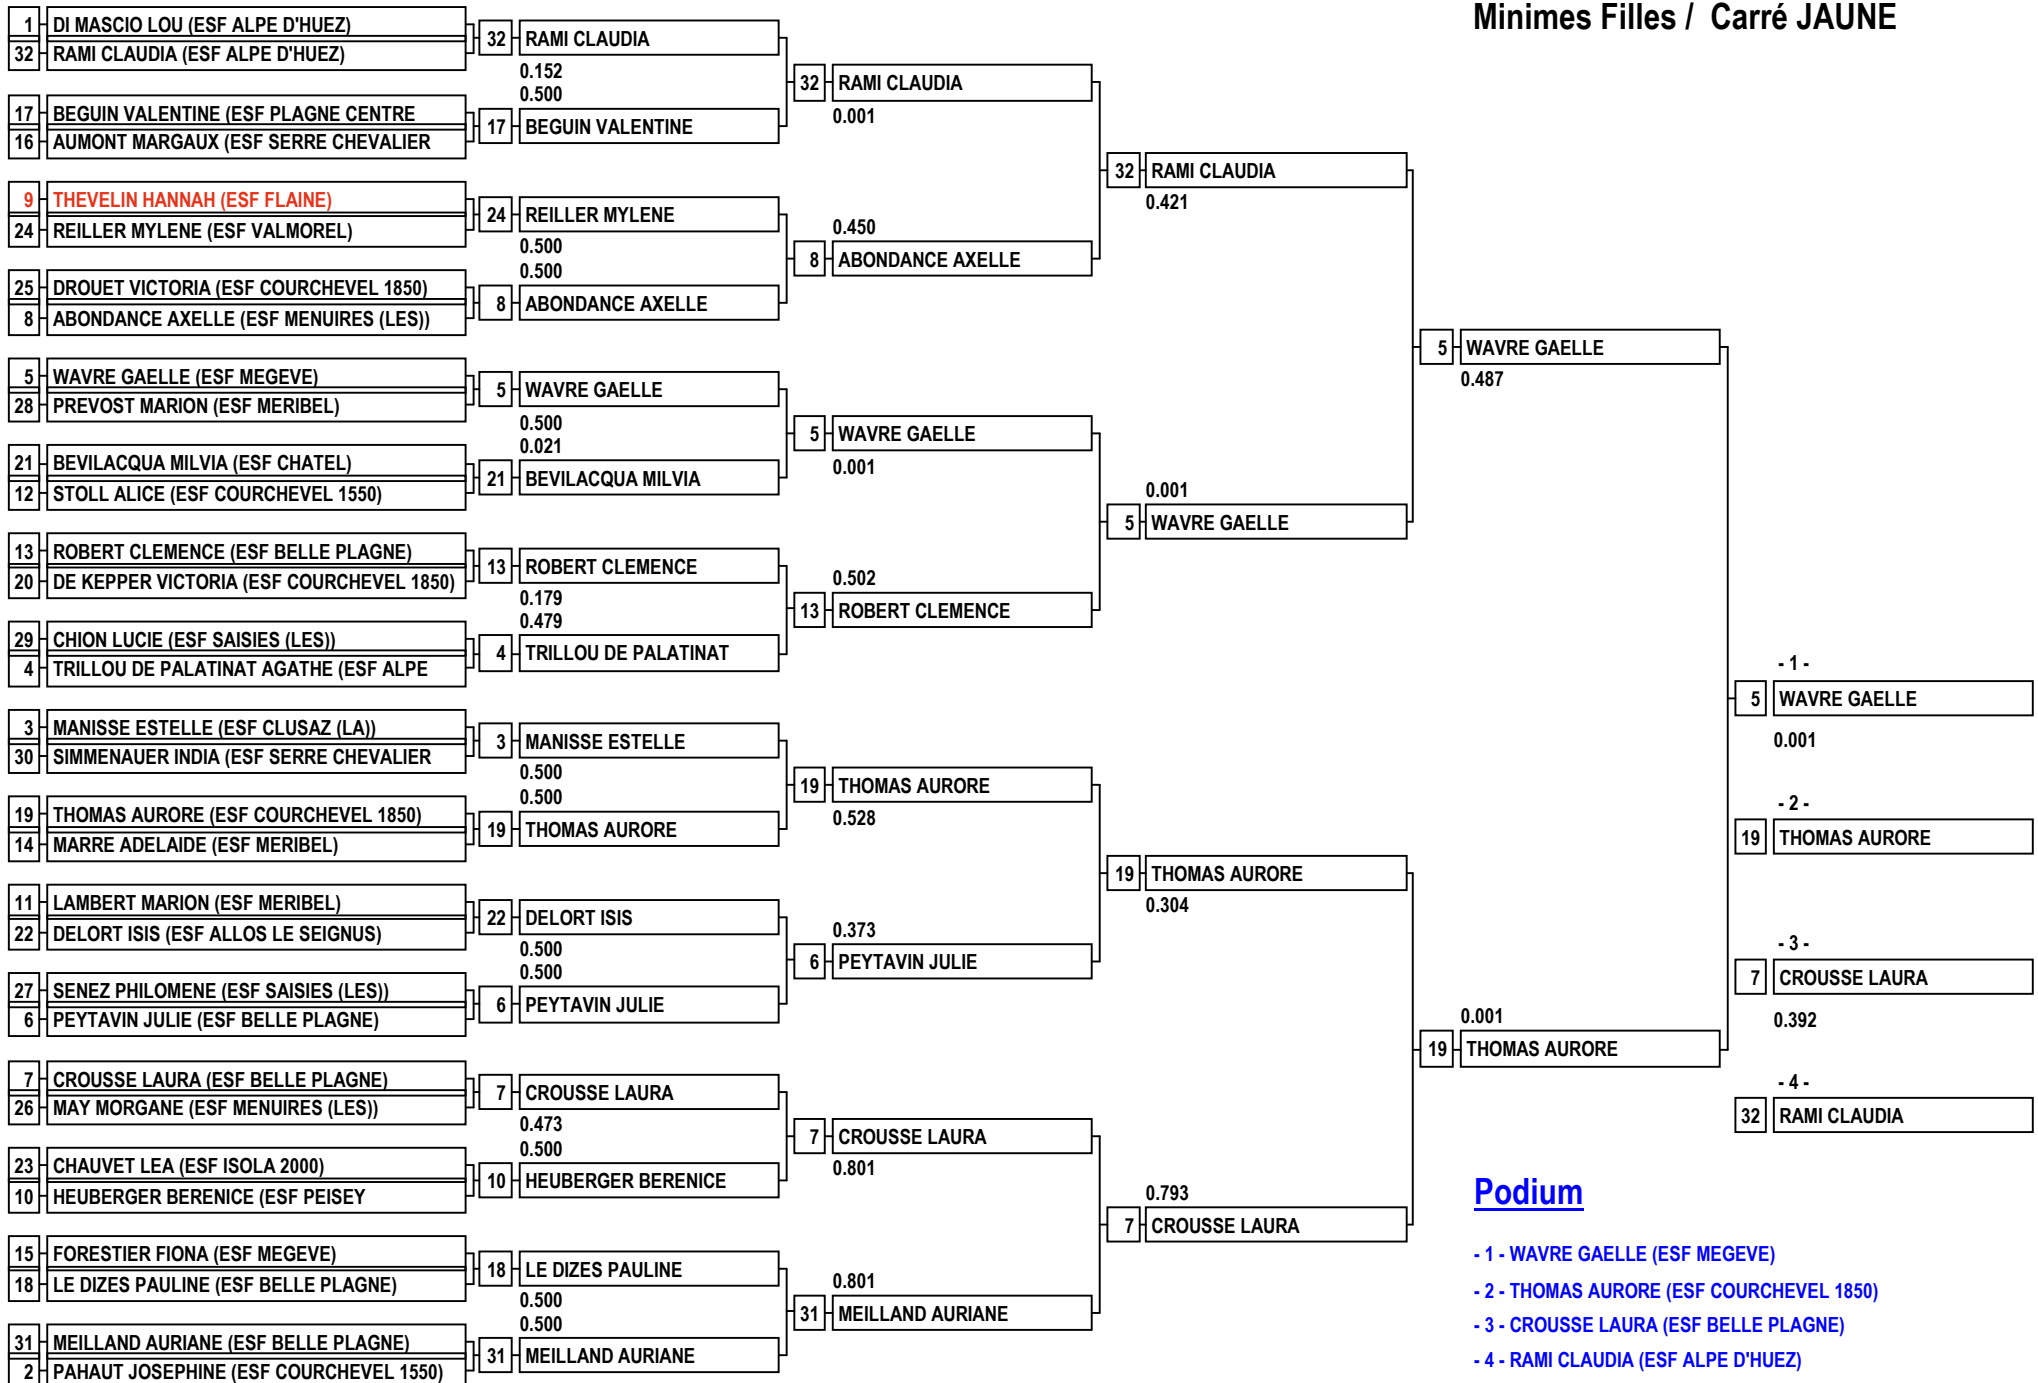 Minimes Filles / Carré JAUNE
1 DI MASCIO LOU (ESF ALPE D'HUEZ)
32 RAMI CLAUDIA (ESF ALPE D'HUEZ)
17 BEGUIN VALENTINE (ESF PLAGNE CENTRE
16 AUMONT MARGAUX (ESF SERRE CHEVALIER
9 THEVELIN HANNAH (ESF FLAINE)
24 REILLER MYLENE (ESF VALMOREL)
25 DROUET VICTORIA (ESF COURCHEVEL 1850)
8 ABONDANCE AXELLE (ESF MENUIRES (LES))
5 WAVRE GAELLE (ESF MEGEVE)
28 PREVOST MARION (ESF MERIBEL)
21 BEVILACQUA MILVIA (ESF CHATEL)
12 STOLL ALICE (ESF COURCHEVEL 1550)
13 ROBERT CLEMENCE (ESF BELLE PLAGNE)
20 DE KEPPER VICTORIA (ESF COURCHEVEL 1850)
29 CHION LUCIE (ESF SAISIES (LES))
4 TRILLOU DE PALATINAT AGATHE (ESF ALPE
3 MANISSE ESTELLE (ESF CLUSAZ (LA))
30 SIMMENAUER INDIA (ESF SERRE CHEVALIER
19 THOMAS AURORE (ESF COURCHEVEL 1850)
14 MARRE ADELAIDE (ESF MERIBEL)
11 LAMBERT MARION (ESF MERIBEL)
22 DELORT ISIS (ESF ALLOS LE SEIGNUS)
27 SENEZ PHILOMENE (ESF SAISIES (LES))
6 PEYTAVIN JULIE (ESF BELLE PLAGNE)
7 CROUSSE LAURA (ESF BELLE PLAGNE)
26 MAY MORGANE (ESF MENUIRES (LES))
23 CHAUVET LEA (ESF ISOLA 2000)
10 HEUBERGER BERENICE (ESF PEISEY
15 FORESTIER FIONA (ESF MEGEVE)
18 LE DIZES PAULINE (ESF BELLE PLAGNE)
31 MEILLAND AURIANE (ESF BELLE PLAGNE)
2 PAHAUT JOSEPHINE (ESF COURCHEVEL 1550)
32 RAMI CLAUDIA
0.152
0.500
17 BEGUIN VALENTINE
24 REILLER MYLENE
0.500
0.500
8 ABONDANCE AXELLE
5 WAVRE GAELLE
0.500
0.021
21 BEVILACQUA MILVIA
13 ROBERT CLEMENCE
0.179
0.479
4 TRILLOU DE PALATINAT
3 MANISSE ESTELLE
0.500
0.500
19 THOMAS AURORE
22 DELORT ISIS
0.500
0.500
6 PEYTAVIN JULIE
7 CROUSSE LAURA
0.473
0.500
10 HEUBERGER BERENICE
18 LE DIZES PAULINE
0.500
0.500
31 MEILLAND AURIANE
32 RAMI CLAUDIA
0.001
0.450
8 ABONDANCE AXELLE
5 WAVRE GAELLE
0.001
0.502
13 ROBERT CLEMENCE
19 THOMAS AURORE
0.528
0.373
6 PEYTAVIN JULIE
7 CROUSSE LAURA
0.801
0.801
31 MEILLAND AURIANE
32 RAMI CLAUDIA
0.421
0.001
5 WAVRE GAELLE
19 THOMAS AURORE
0.304
0.793
7 CROUSSE LAURA
5 WAVRE GAELLE
0.487
0.001
19 THOMAS AURORE
- 1 -
5 WAVRE GAELLE
0.001
- 2 -
19 THOMAS AURORE
- 3 -
7 CROUSSE LAURA
0.392
- 4 -
32 RAMI CLAUDIA
Podium
- 1 - WAVRE GAELLE (ESF MEGEVE)
- 2 - THOMAS AURORE (ESF COURCHEVEL 1850)
- 3 - CROUSSE LAURA (ESF BELLE PLAGNE)
- 4 - RAMI CLAUDIA (ESF ALPE D'HUEZ)